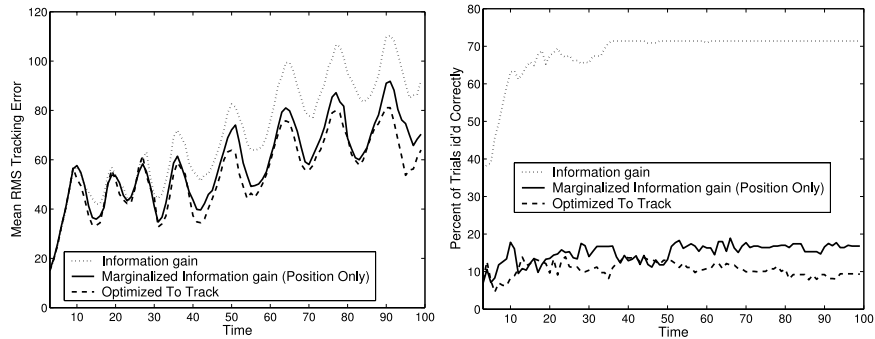 120
100
80
60
40
20
0
10 20 30 40 50 60 70 80 90 100
Time
Mean RMS Tracking Error
Information gain
Marginalized Information gain (Position Only)
Optimized To Track
80
70
60
50
40
30
20
10
0
10 20 30 40 50 60 70 80 90 100
Time
Percent of Trials id'd Correctly
Information gain
Marginalized Information gain (Position Only)
Optimized To Track